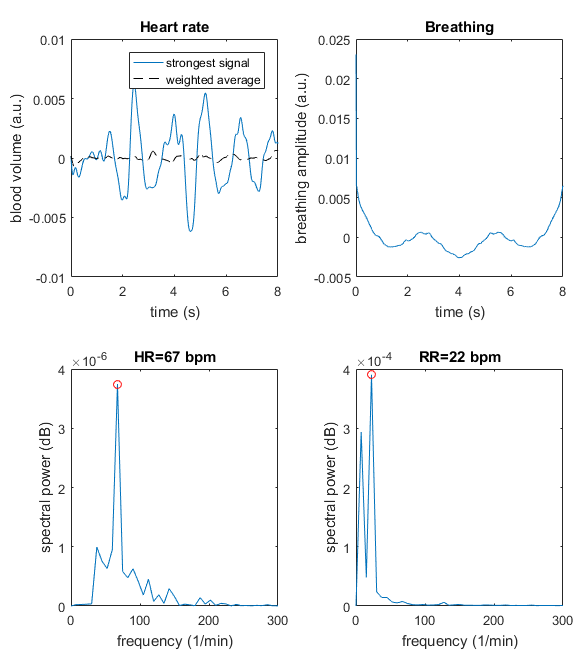 Heart rate
0.01
0.005
0
-0.005
-0.01
blood volume (a.u.)
strongest signal
weighted average
0 2 4 6 8
time (s)
Breathing
0.025
0.02
0.015
0.01
0.005
0
-0.005
breathing amplitude (a.u.)
0 2 4 6 8
time (s)
HR=67 bpm
×10⁻⁶
4
3
2
1
0
spectral power (dB)
0 100 200 300
frequency (1/min)
RR=22 bpm
×10⁻⁴
4
3
2
1
0
spectral power (dB)
0 100 200 300
frequency (1/min)